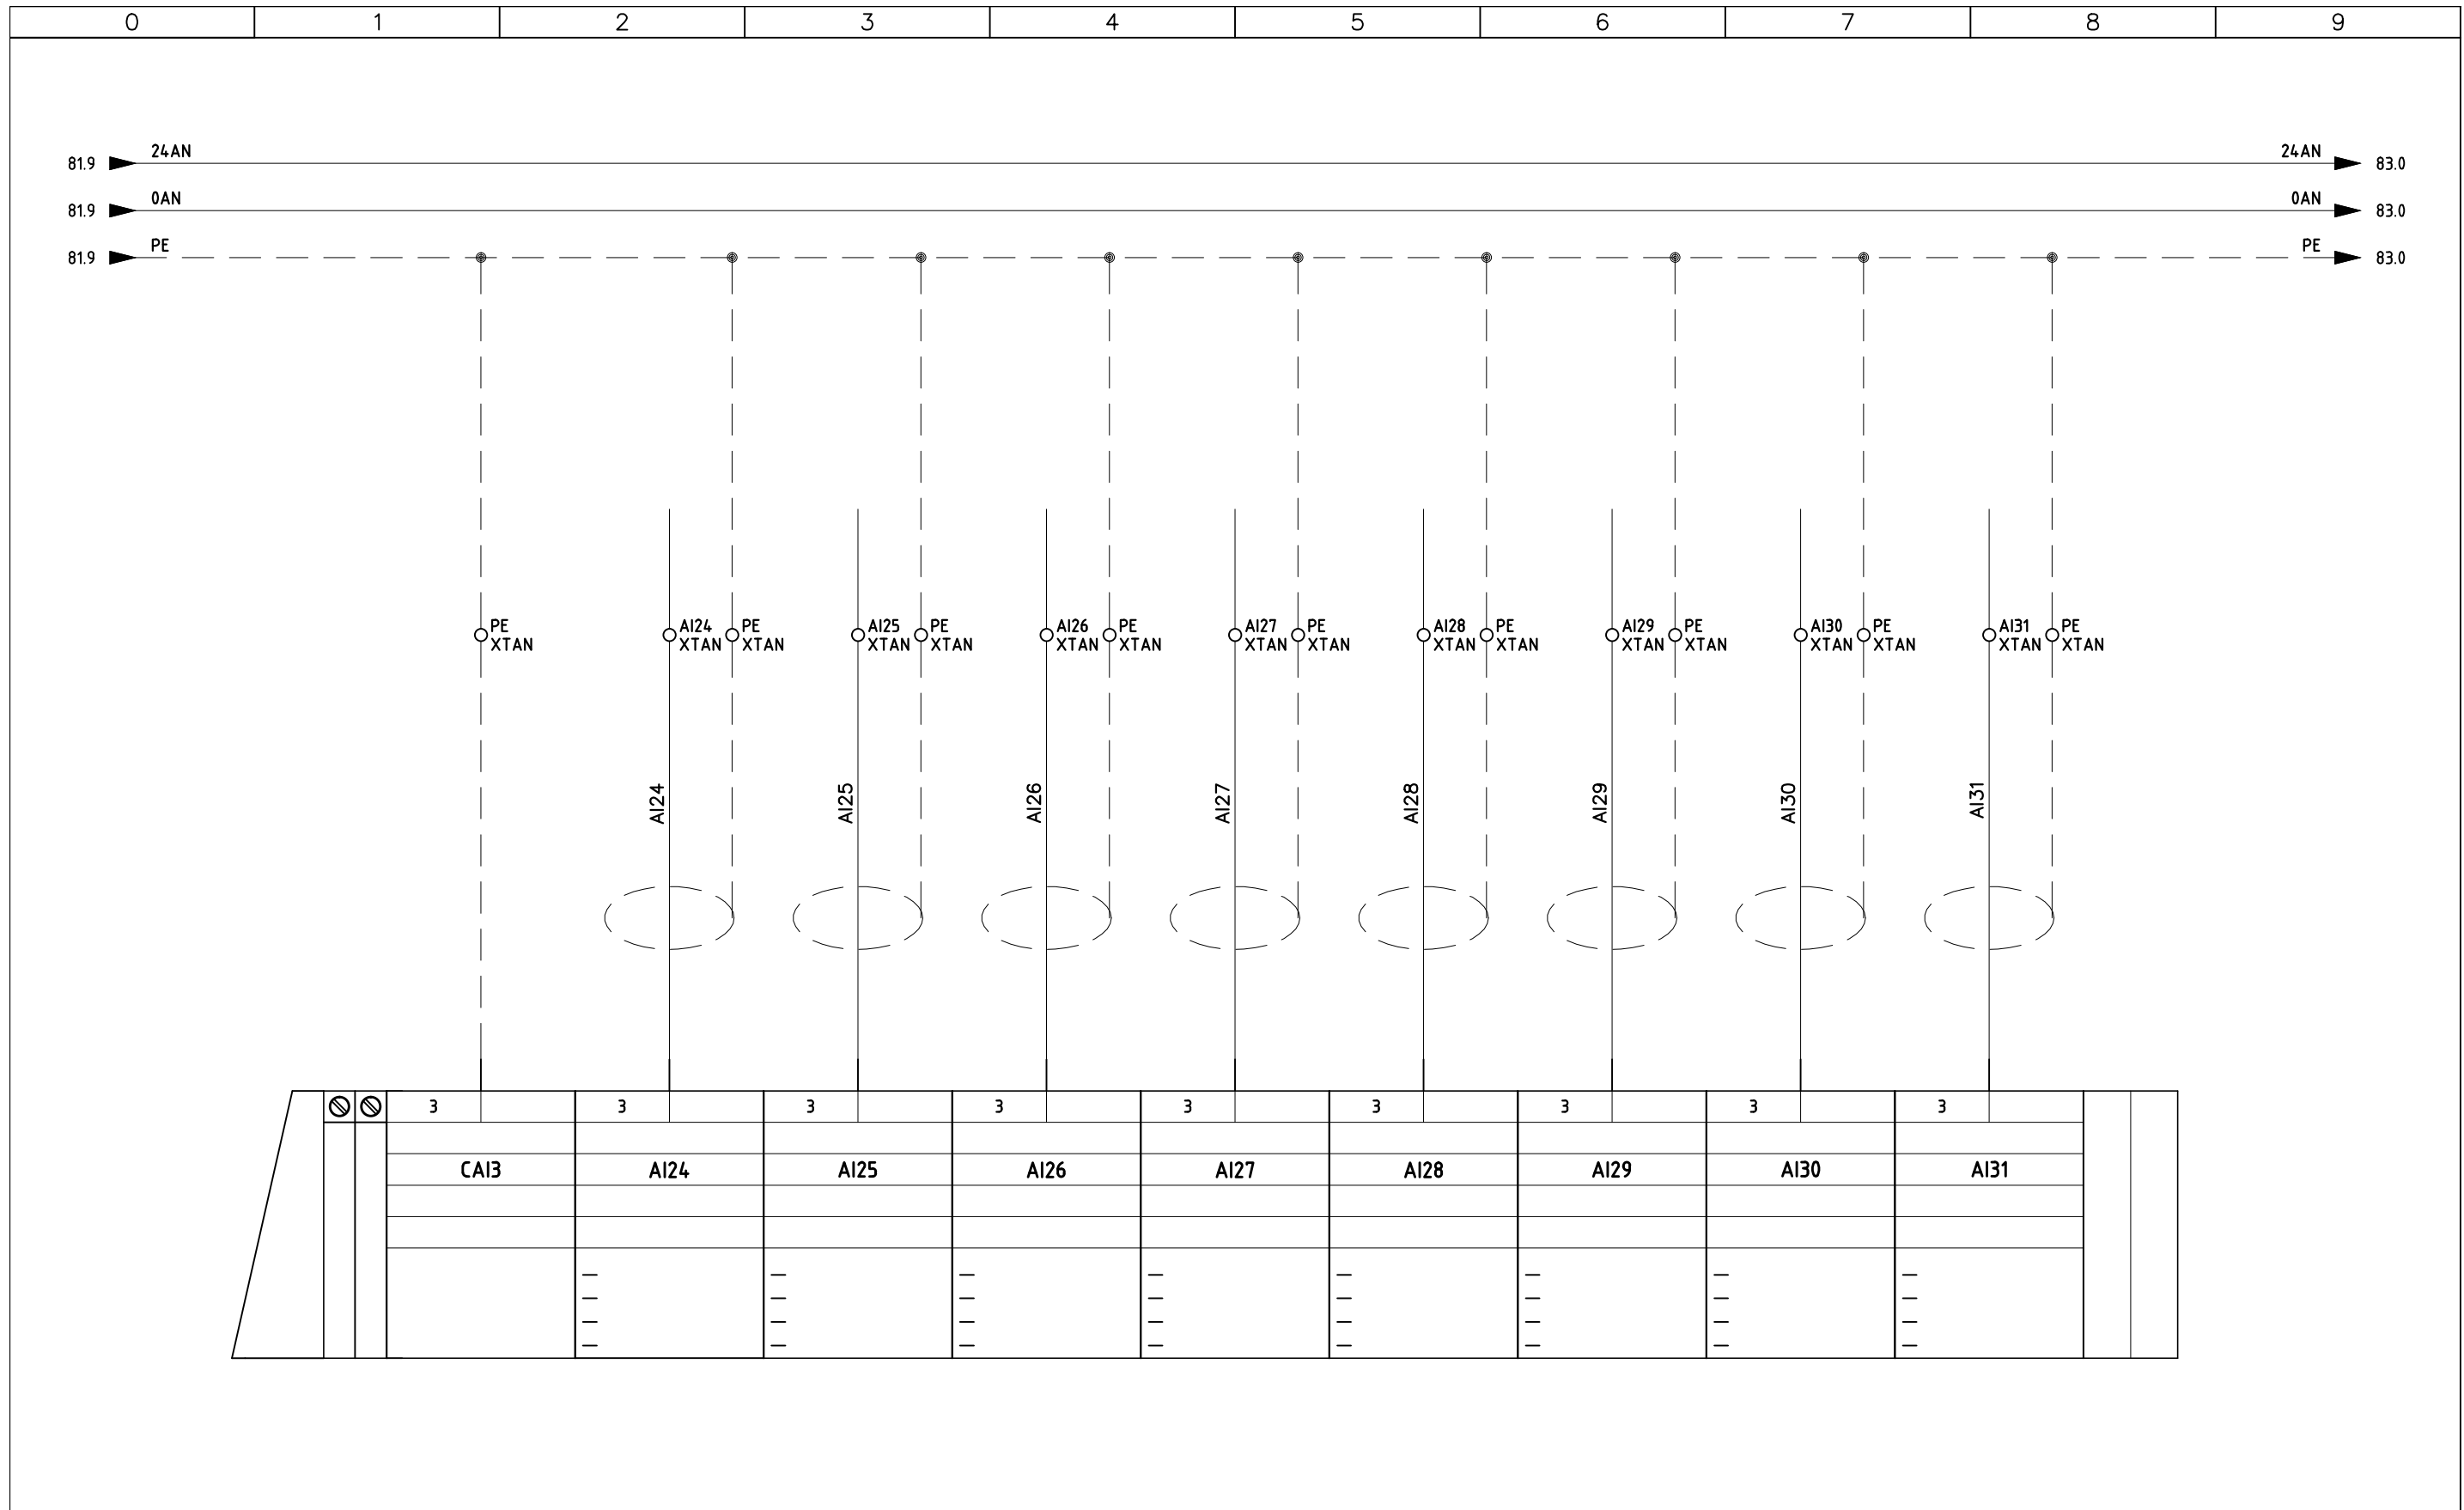 0 1 2 3 4 5 6 7 8 9
24AN 24AN
81.9 83.0
0AN 0AN
81.9 83.0
PE PE
81.9 83.0
PE AI24 PE AI25 PE AI26 PE AI27 PE AI28 PE AI29 PE AI30 PE AI31 PE
XTAN XTAN XTAN XTAN XTAN XTAN XTAN XTAN XTAN XTAN XTAN XTAN XTAN XTAN XTAN XTAN XTAN
AI24 AI25 AI26 AI27 AI28 AI29 AI30 AI31
3 3 3 3 3 3 3 3 3
CAI3 AI24 AI25 AI26 AI27 AI28 AI29 AI30 AI31